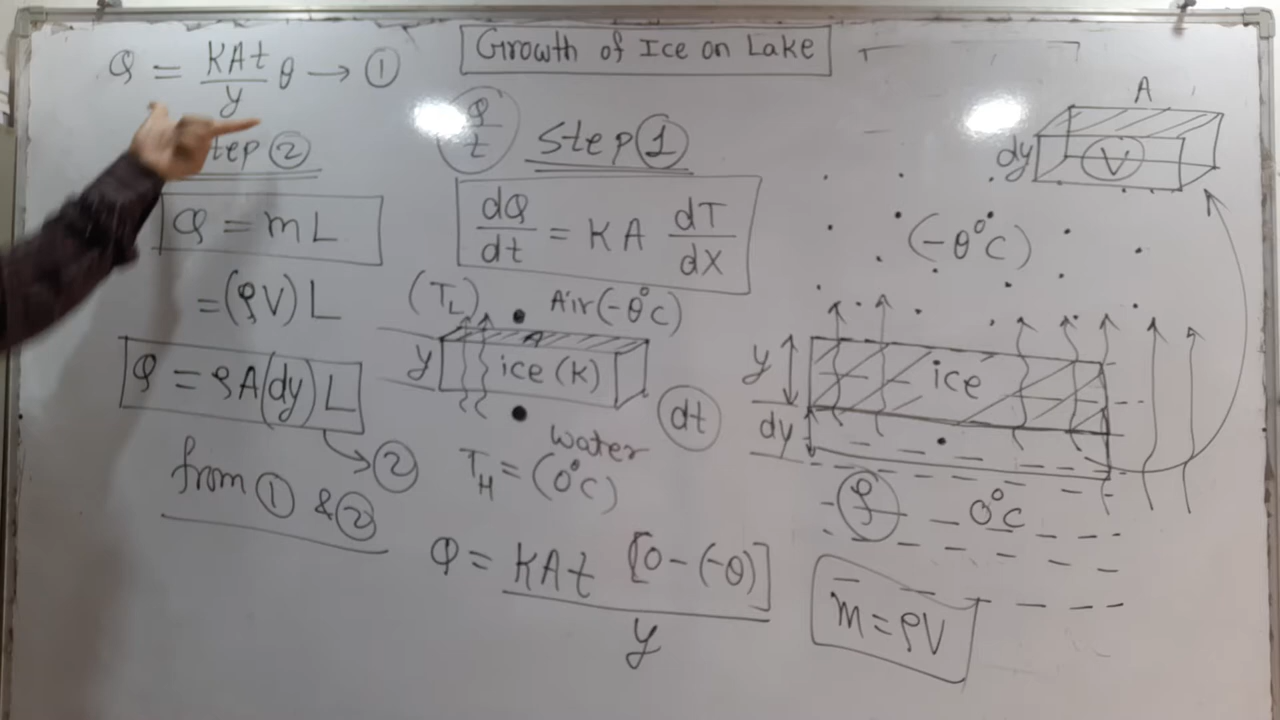 Growth of Ice on Lake
Q = KAt/y θ → ①
Step ②
Q = mL
= (ρV) L
Q = ρA(dy) L
→ ②
from ① & ②
Q/t
Step ①
dQ/dt = KA dT/dX
(T_L) Air (-θ°C)
A
y ice (K)
dt
water
T_H = (0°C)
Q = KAt [0-(-θ)] / y
A
dy V
(-θ°C)
y ice
dy
ρ 0°C
m = ρV